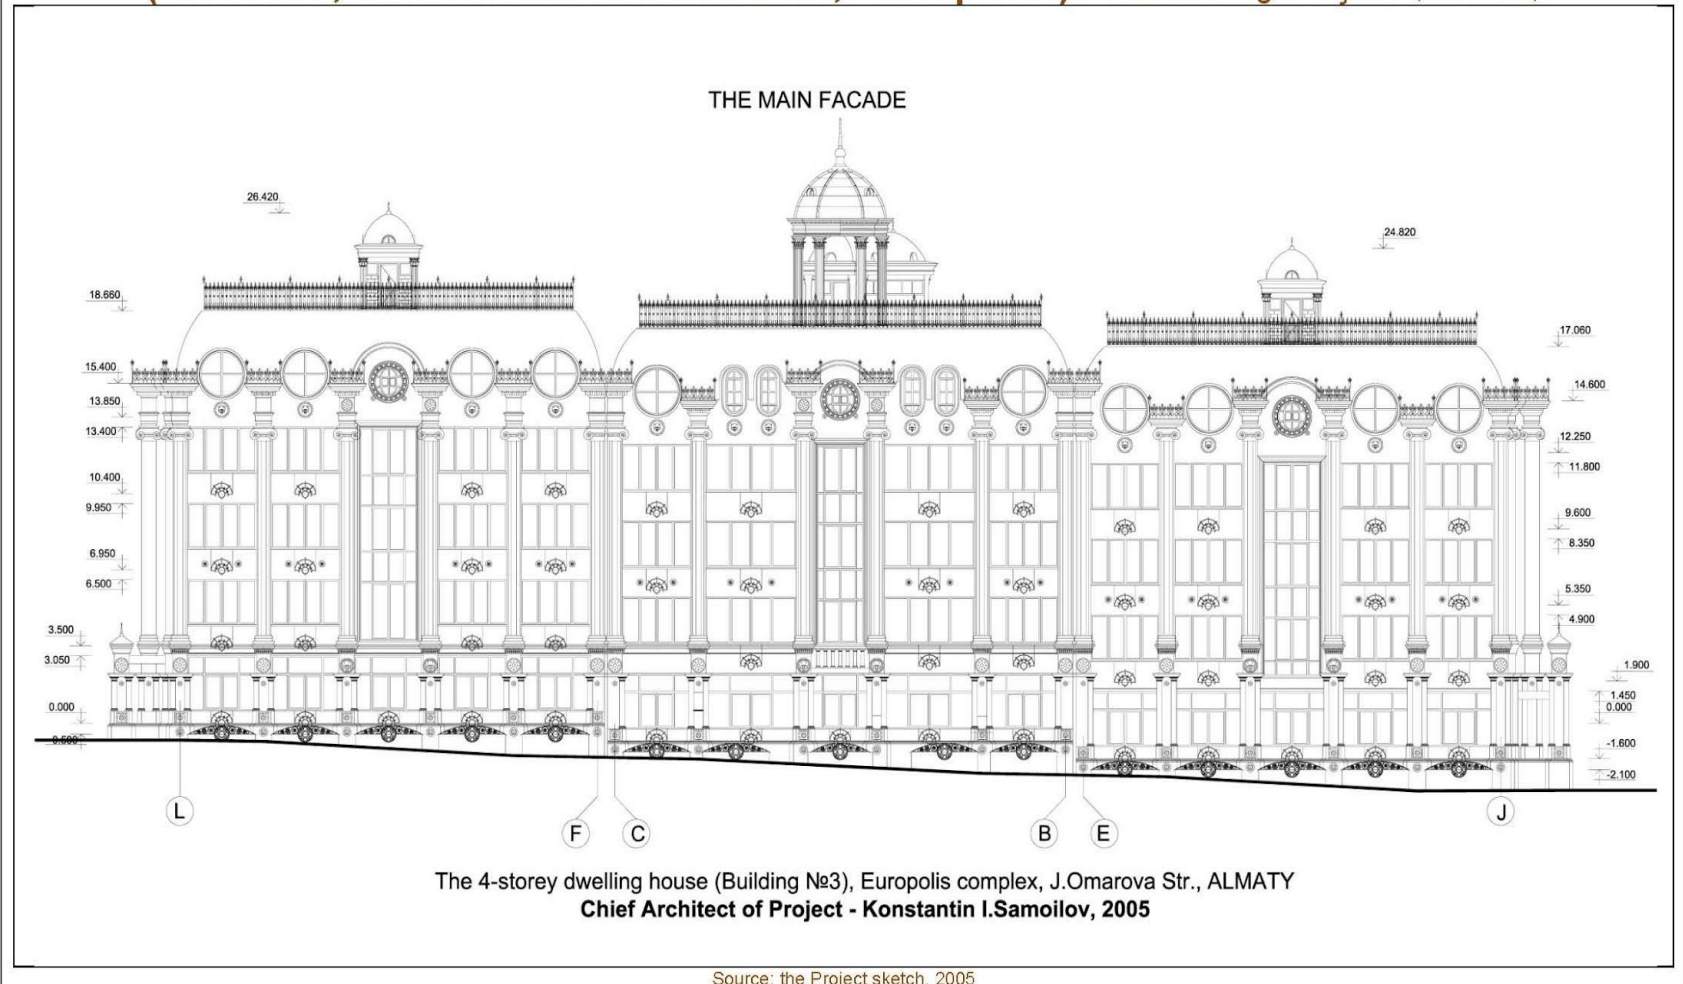 THE MAIN FACADE
26.420
24.820
18.660
17.060
15.400
14.600
13.850
13.400
12.250
11.800
10.400
9.950
9.600
8.350
6.950
6.500
5.350
4.900
3.500
3.050
1.900
1.450
0.000
0.000
-0.500
-1.600
-2.100
L
F
C
B
E
J
The 4-storey dwelling house (Building №3), Europolis complex, J.Omarova Str., ALMATY
Chief Architect of Project - Konstantin I.Samoilov, 2005
Source: the Project sketch, 2005